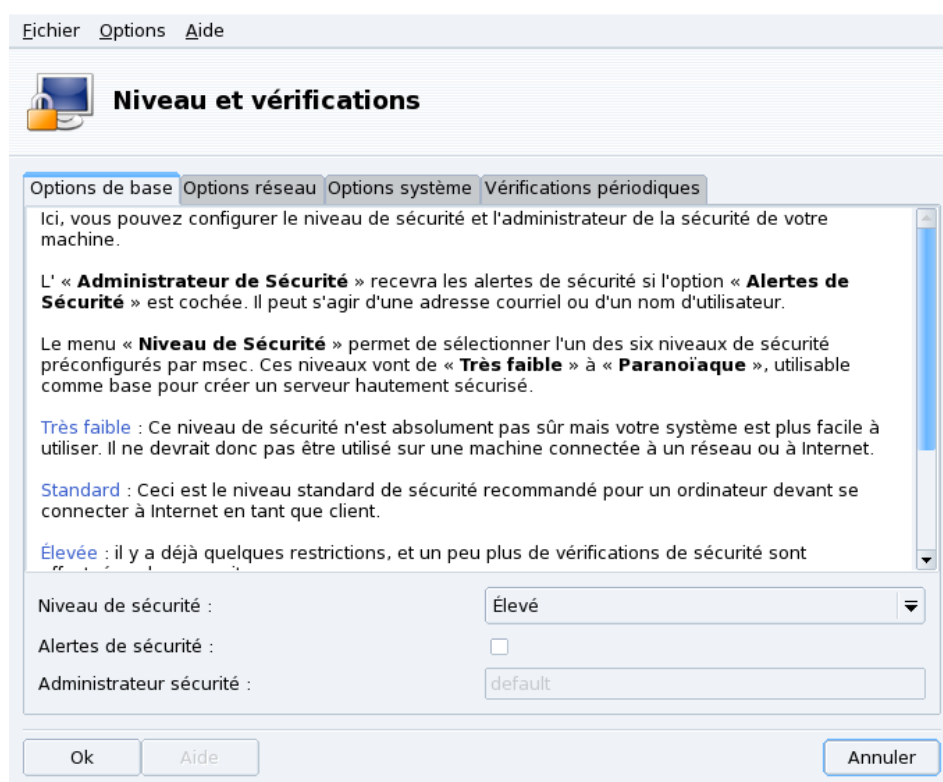 Fichier Options Aide
Niveau et vérifications
Options de base Options réseau Options système Vérifications périodiques
Ici, vous pouvez configurer le niveau de sécurité et l'administrateur de la sécurité de votre
machine.
L' « Administrateur de Sécurité » recevra les alertes de sécurité si l'option « Alertes de
Sécurité » est cochée. Il peut s'agir d'une adresse courriel ou d'un nom d'utilisateur.
Le menu « Niveau de Sécurité » permet de sélectionner l'un des six niveaux de sécurité
préconfigurés par msec. Ces niveaux vont de « Très faible » à « Paranoïaque », utilisable
comme base pour créer un serveur hautement sécurisé.
Très faible : Ce niveau de sécurité n'est absolument pas sûr mais votre système est plus facile à
utiliser. Il ne devrait donc pas être utilisé sur une machine connectée à un réseau ou à Internet.
Standard : Ceci est le niveau standard de sécurité recommandé pour un ordinateur devant se
connecter à Internet en tant que client.
Élevée : il y a déjà quelques restrictions, et un peu plus de vérifications de sécurité sont
Niveau de sécurité : Élevé
Alertes de sécurité :
Administrateur sécurité : default
Ok Aide Annuler